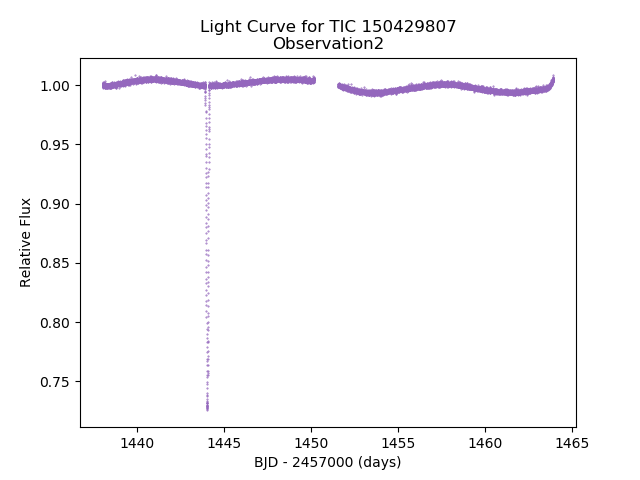 Light Curve for TIC 150429807
Observation2
1.00
0.95
0.90
0.85
0.80
0.75
Relative Flux
1440 1445 1450 1455 1460 1465
BJD - 2457000 (days)